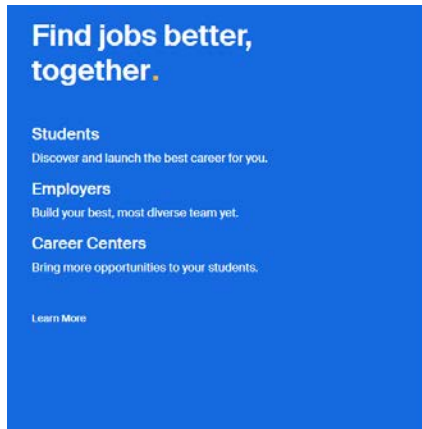 Find jobs better,
together.
Students
Discover and launch the best career for you.
Employers
Build your best, most diverse team yet.
Career Centers
Bring more opportunities to your students.
Learn More